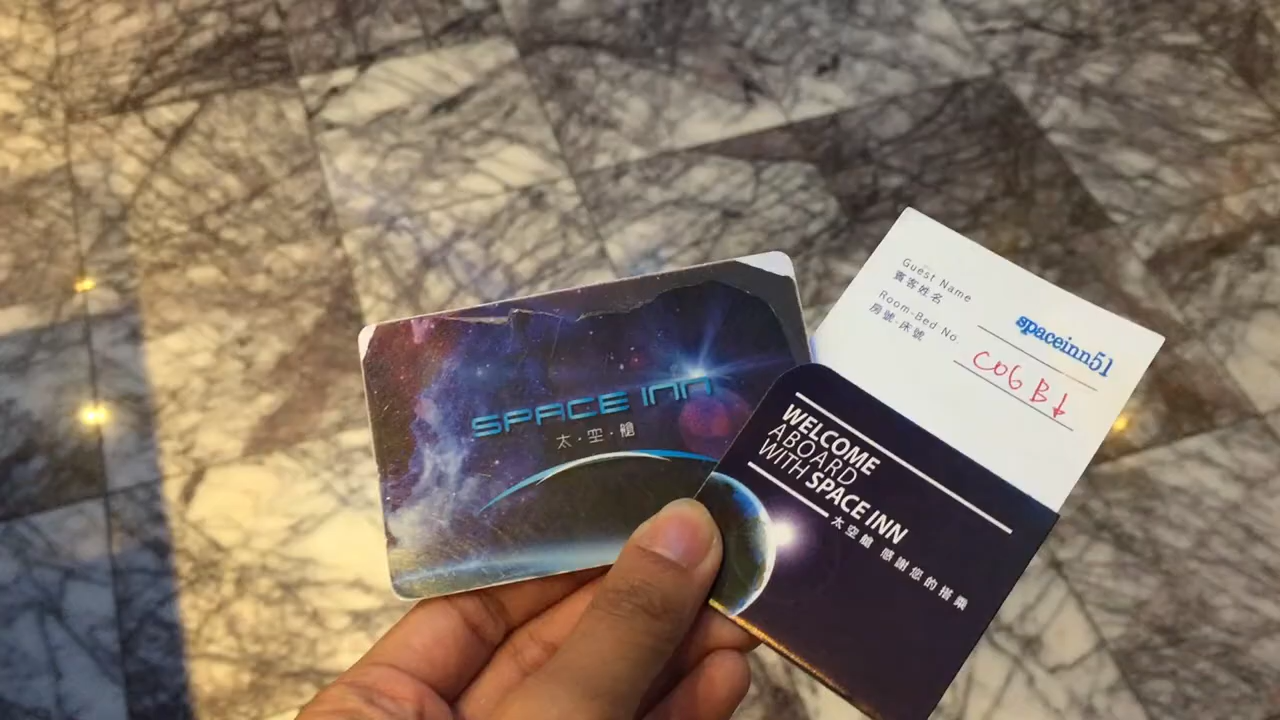 SPACE INN
太·空·艙
Guest Name
賓客姓名
spaceinn51
Room-Bed No.
房號-床號
C06 B↓
WELCOME
ABOARD
WITH SPACE INN
太空艙 感謝您的搭乘